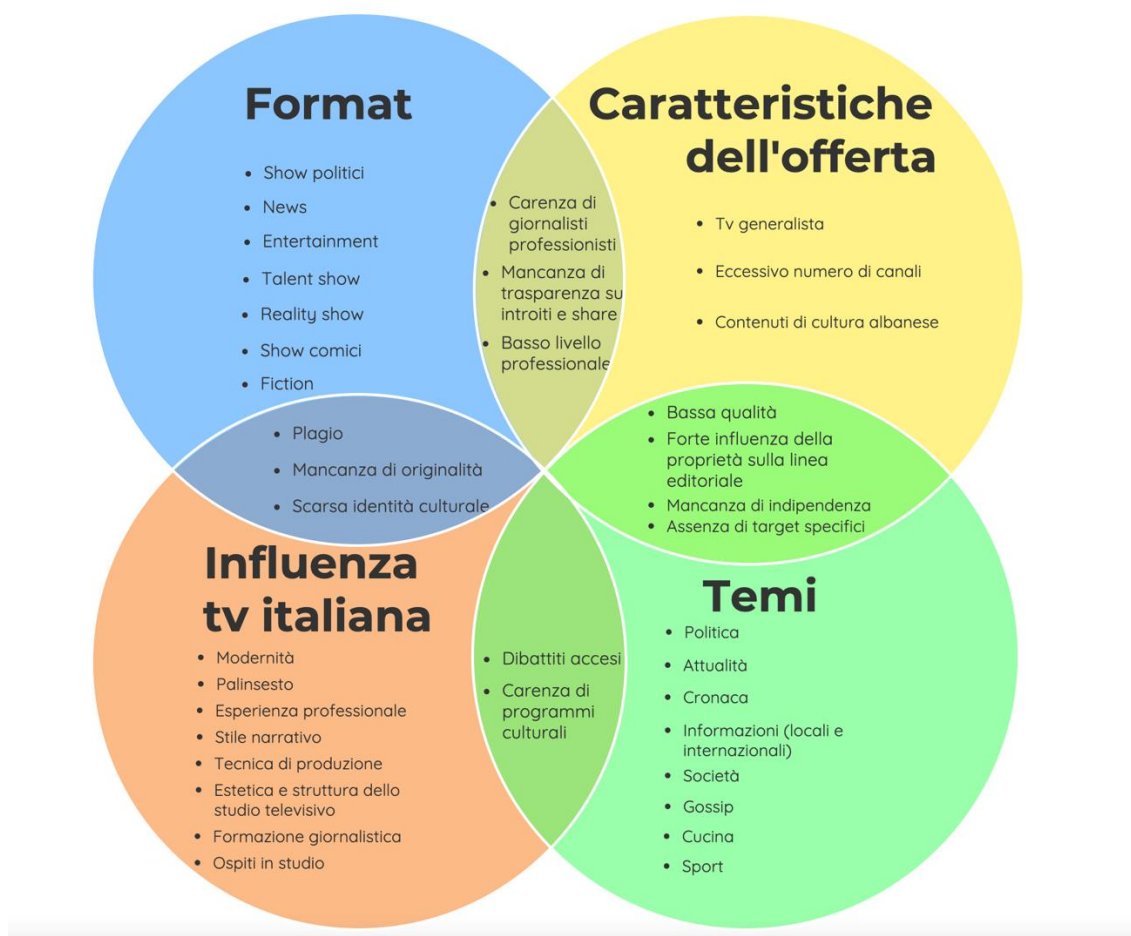 Format
• Show politici
• News
• Entertainment
• Talent show
• Reality show
• Show comici
• Fiction
• Carenza di
giornalisti
professionisti
• Mancanza di
trasparenza su
introiti e share
• Basso livello
professionale
Caratteristiche
dell'offerta
• Tv generalista
• Eccessivo numero di canali
• Contenuti di cultura albanese
• Plagio
• Mancanza di originalità
• Scarsa identità culturale
• Bassa qualità
• Forte influenza della
proprietà sulla linea
editoriale
• Mancanza di indipendenza
• Assenza di target specifici
Influenza
tv italiana
• Modernità
• Palinsesto
• Esperienza professionale
• Stile narrativo
• Tecnica di produzione
• Estetica e struttura dello
studio televisivo
• Formazione giornalistica
• Ospiti in studio
• Dibattiti accesi
• Carenza di
programmi
culturali
Temi
• Politica
• Attualità
• Cronaca
• Informazioni (locali e
internazionali)
• Società
• Gossip
• Cucina
• Sport